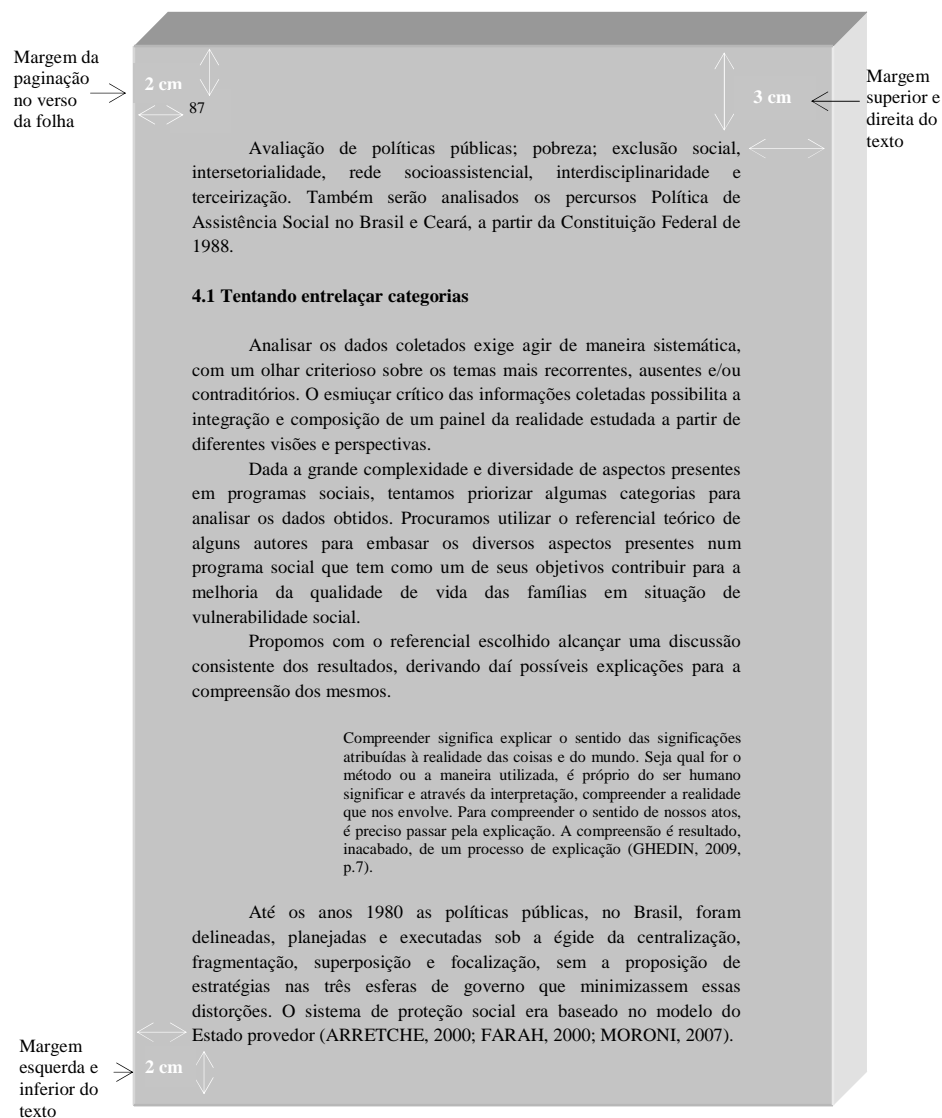 Margem da
paginação
no verso
da folha
2 cm
87
3 cm
Margem
superior e
direita do
texto
Avaliação de políticas públicas; pobreza; exclusão social,
intersetorialidade, rede socioassistencial, interdisciplinaridade e
terceirização. Também serão analisados os percursos Política de
Assistência Social no Brasil e Ceará, a partir da Constituição Federal de
1988.
4.1 Tentando entrelaçar categorias
Analisar os dados coletados exige agir de maneira sistemática,
com um olhar criterioso sobre os temas mais recorrentes, ausentes e/ou
contraditórios. O esmiuçar crítico das informações coletadas possibilita a
integração e composição de um painel da realidade estudada a partir de
diferentes visões e perspectivas.
Dada a grande complexidade e diversidade de aspectos presentes
em programas sociais, tentamos priorizar algumas categorias para
analisar os dados obtidos. Procuramos utilizar o referencial teórico de
alguns autores para embasar os diversos aspectos presentes num
programa social que tem como um de seus objetivos contribuir para a
melhoria da qualidade de vida das famílias em situação de
vulnerabilidade social.
Propomos com o referencial escolhido alcançar uma discussão
consistente dos resultados, derivando daí possíveis explicações para a
compreensão dos mesmos.
Compreender significa explicar o sentido das significações
atribuídas à realidade das coisas e do mundo. Seja qual for o
método ou a maneira utilizada, é próprio do ser humano
significar e através da interpretação, compreender a realidade
que nos envolve. Para compreender o sentido de nossos atos,
é preciso passar pela explicação. A compreensão é resultado,
inacabado, de um processo de explicação (GHEDIN, 2009,
p.7).
Até os anos 1980 as políticas públicas, no Brasil, foram
delineadas, planejadas e executadas sob a égide da centralização,
fragmentação, superposição e focalização, sem a proposição de
estratégias nas três esferas de governo que minimizassem essas
distorções. O sistema de proteção social era baseado no modelo do
Estado provedor (ARRETCHE, 2000; FARAH, 2000; MORONI, 2007).
Margem
esquerda e
inferior do
texto
2 cm